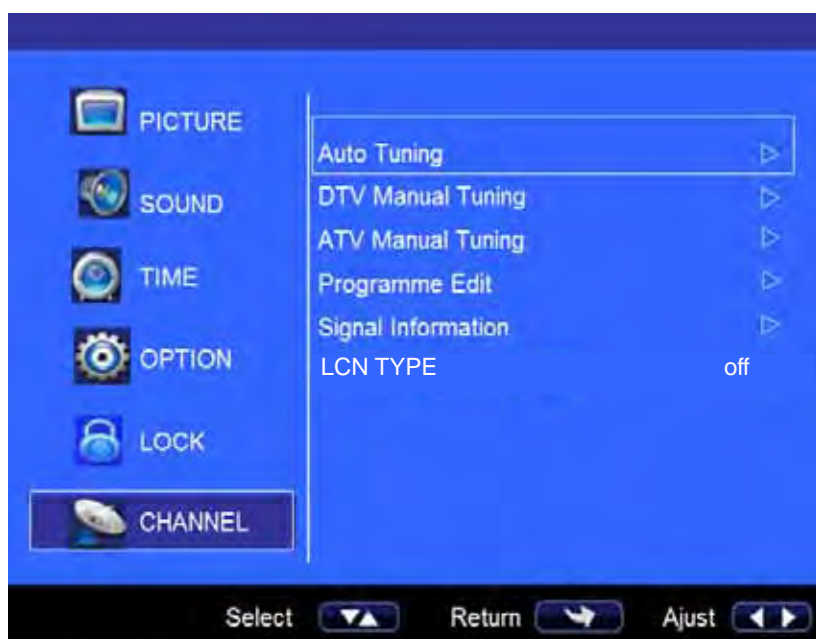 PICTURE
SOUND
TIME
OPTION
LOCK
CHANNEL
Auto Tuning
DTV Manual Tuning
ATV Manual Tuning
Programme Edit
Signal Information
LCN TYPE off
Select Return Ajust